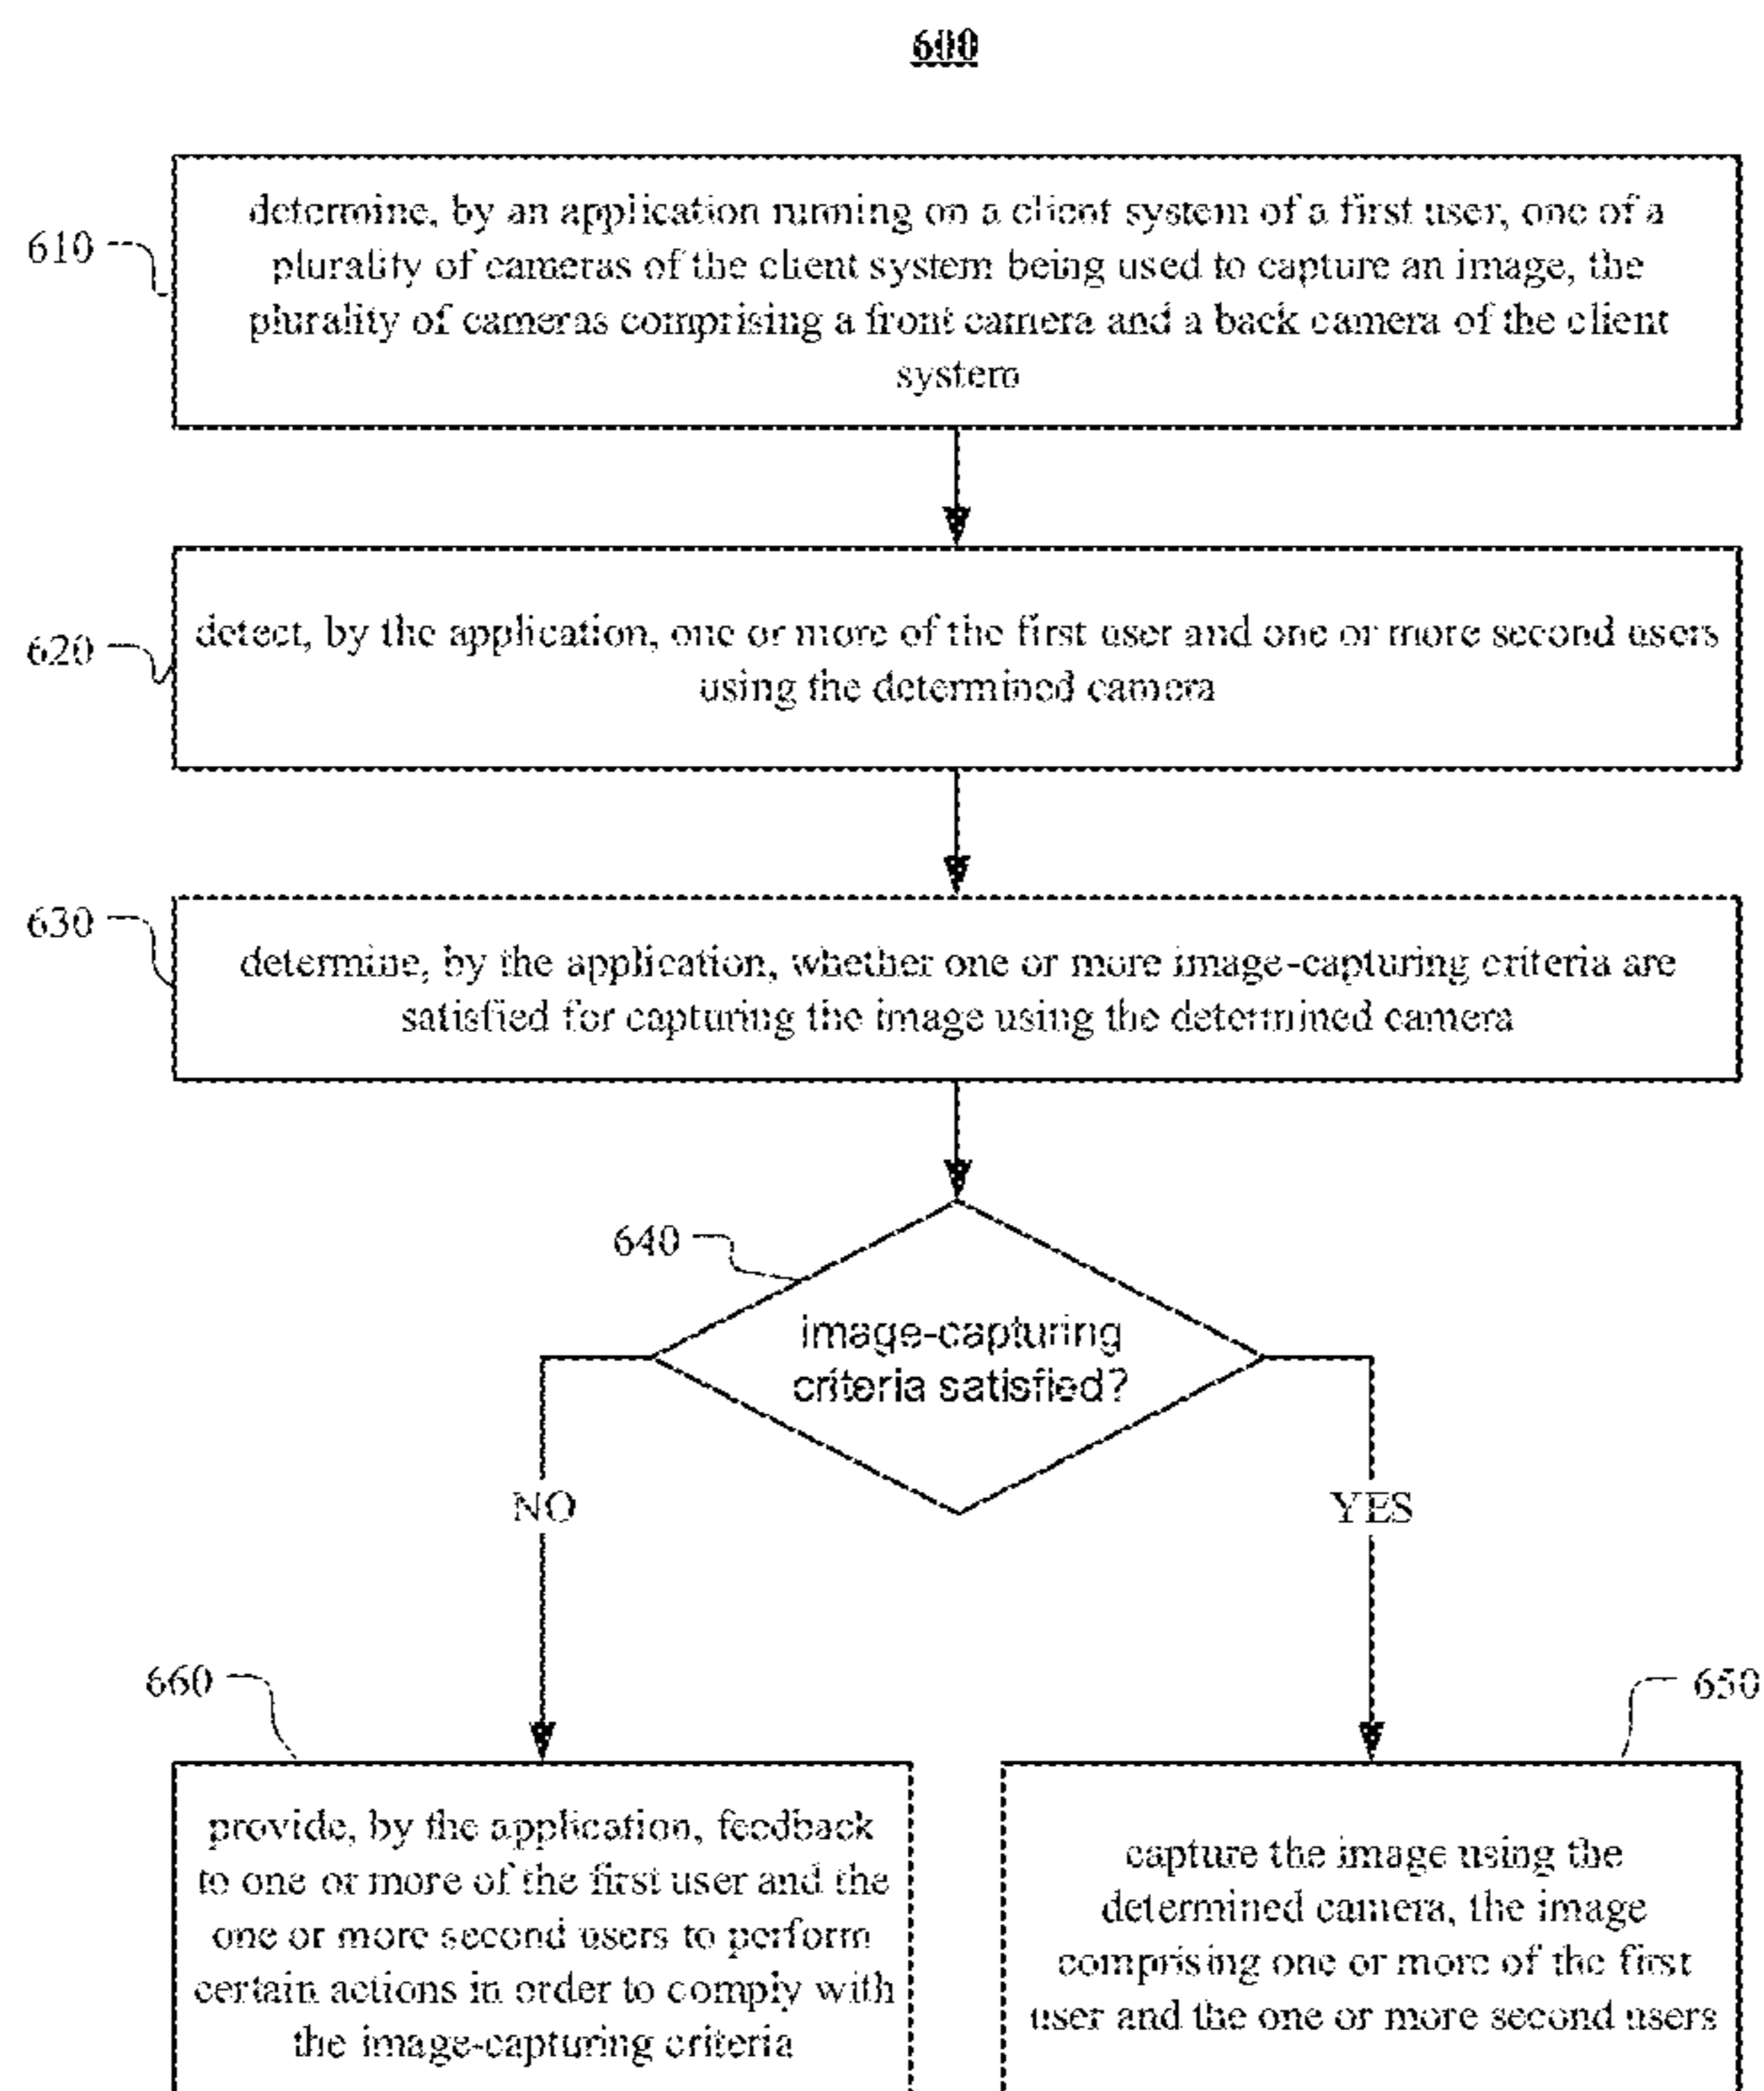 600
610
determine, by an application running on a client system of a first user, one of a
plurality of cameras of the client system being used to capture an image, the
plurality of cameras comprising a front camera and a back camera of the client
system
620
detect, by the application, one or more of the first user and one or more second users
using the determined camera
630
determine, by the application, whether one or more image-capturing criteria are
satisfied for capturing the image using the determined camera
640
image-capturing
criteria satisfied?
NO
YES
660
650
provide, by the application, feedback
to one or more of the first user and the
one or more second users to perform
certain actions in order to comply with
the image-capturing criteria
capture the image using the
determined camera, the image
comprising one or more of the first
user and the one or more second users